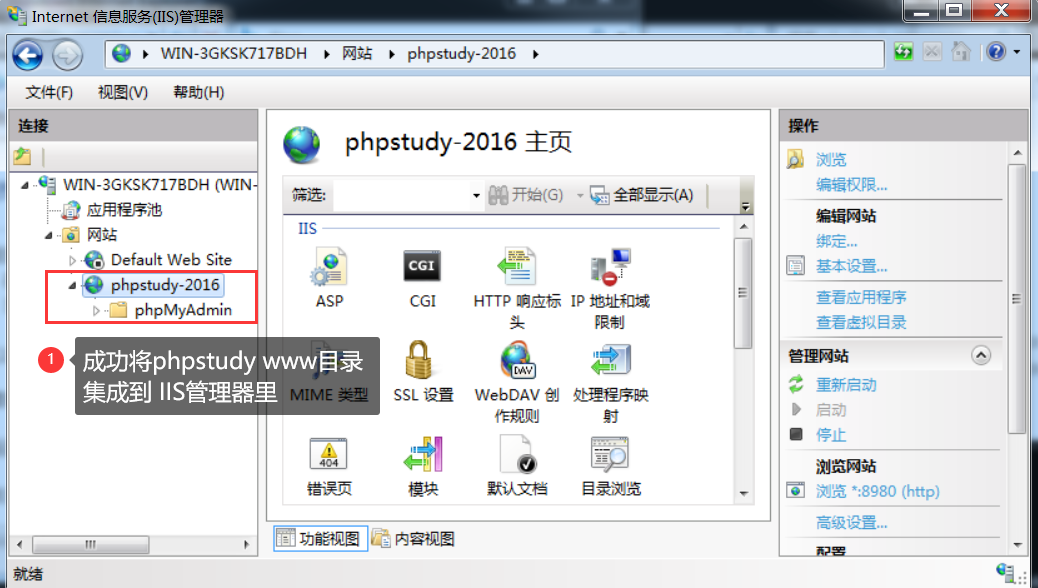 Internet 信息服务(IIS)管理器
WIN-3GKSK717BDH 网站 phpstudy-2016
文件(F) 视图(V) 帮助(H)
连接
WIN-3GKSK717BDH (WIN-
应用程序池
网站
Default Web Site
phpstudy-2016
phpMyAdmin
1
成功将phpstudy www目录
集成到 IIS管理器里
phpstudy-2016 主页
筛选: 开始(G) 全部显示(A)
IIS
ASP
CGI
CGI
HTTP 响应标
头
IP 地址和域
限制
MIME 类型
SSL 设置
DAV
WebDAV 创
作规则
处理程序映
射
404
错误页
模块
默认文档
目录浏览
功能视图 内容视图
操作
浏览
编辑权限...
编辑网站
绑定...
基本设置...
查看应用程序
查看虚拟目录
管理网站
重新启动
启动
停止
浏览网站
浏览 *:8980 (http)
高级设置...
配置
就绪